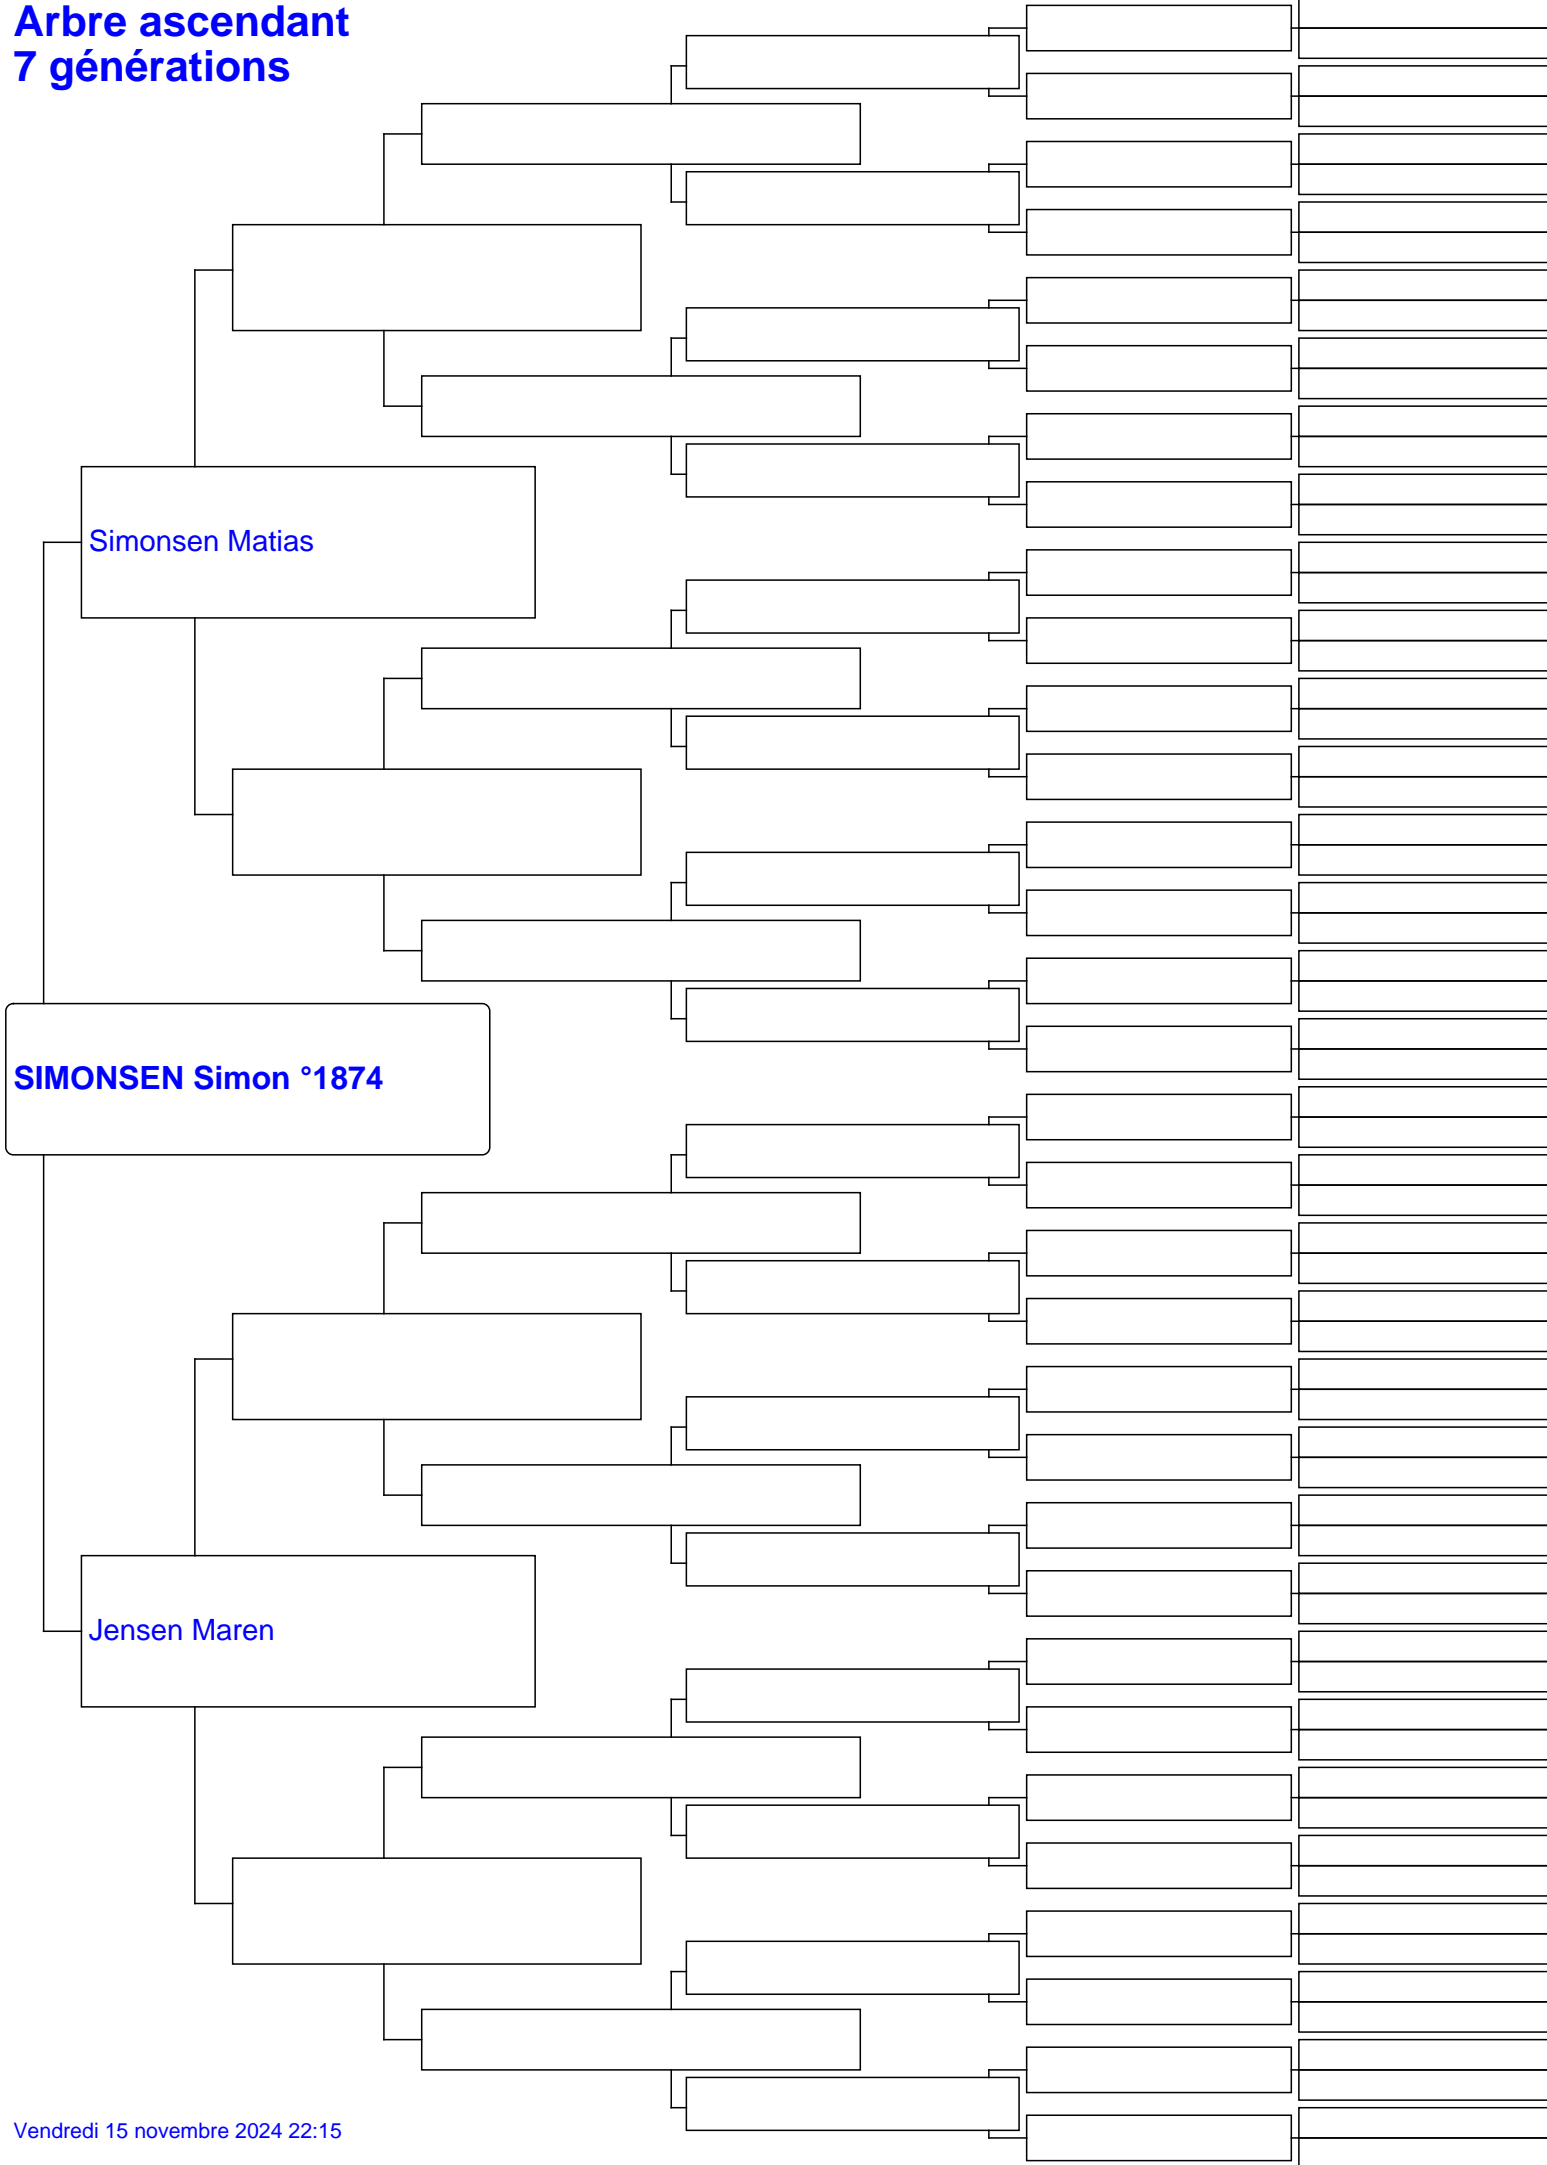 Arbre ascendant
7 générations
Simonsen Matias
SIMONSEN Simon °1874
Jensen Maren
Vendredi 15 novembre 2024 22:15